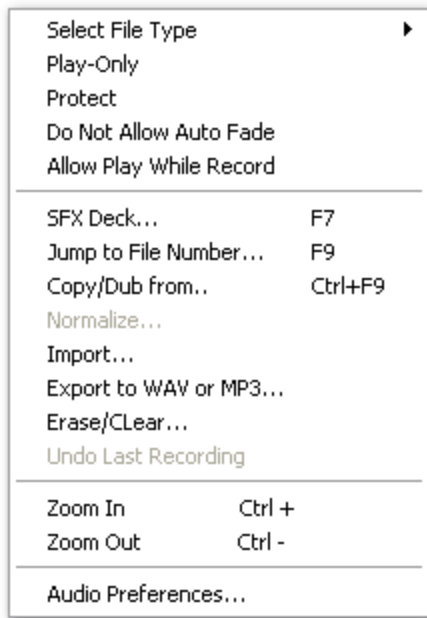 Select File Type
Play-Only
Protect
Do Not Allow Auto Fade
Allow Play While Record
SFX Deck... F7
Jump to File Number... F9
Copy/Dub from.. Ctrl+F9
Normalize...
Import...
Export to WAV or MP3...
Erase/CLear...
Undo Last Recording
Zoom In Ctrl +
Zoom Out Ctrl -
Audio Preferences...